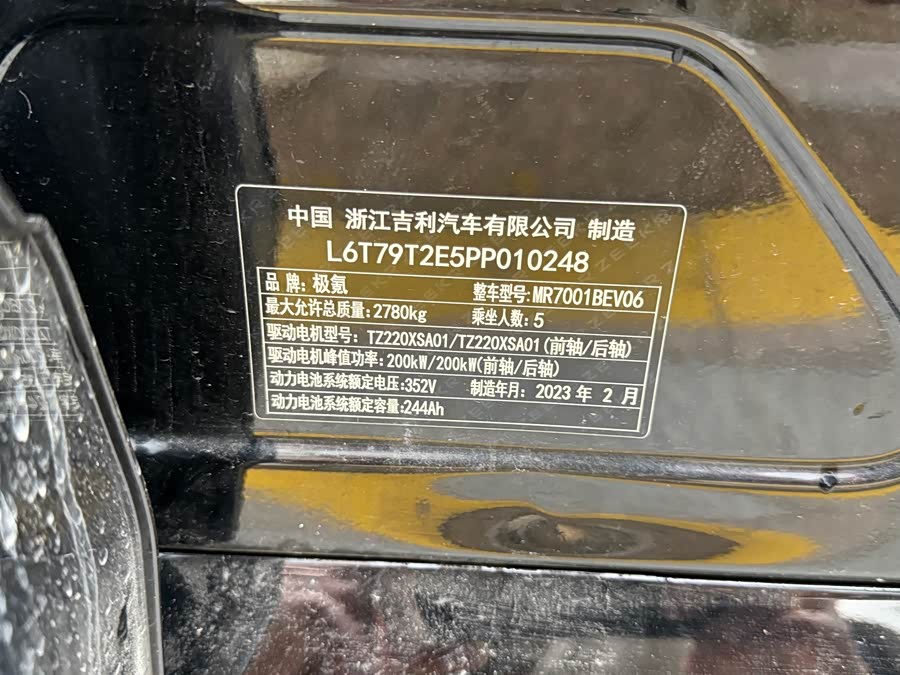 中国 浙江吉利汽车有限公司 制造
L6T79T2E5PP010248
品牌:极氪 整车型号:MR7001BEV06
最大允许总质量:2780kg 乘坐人数:5
驱动电机型号: TZ220XSA01/TZ220XSA01(前轴/后轴)
驱动电机峰值功率:200kW/200kW(前轴/后轴)
动力电池系统额定电压:352V 制造年月: 2023 年 2 月
动力电池系统额定容量:244Ah